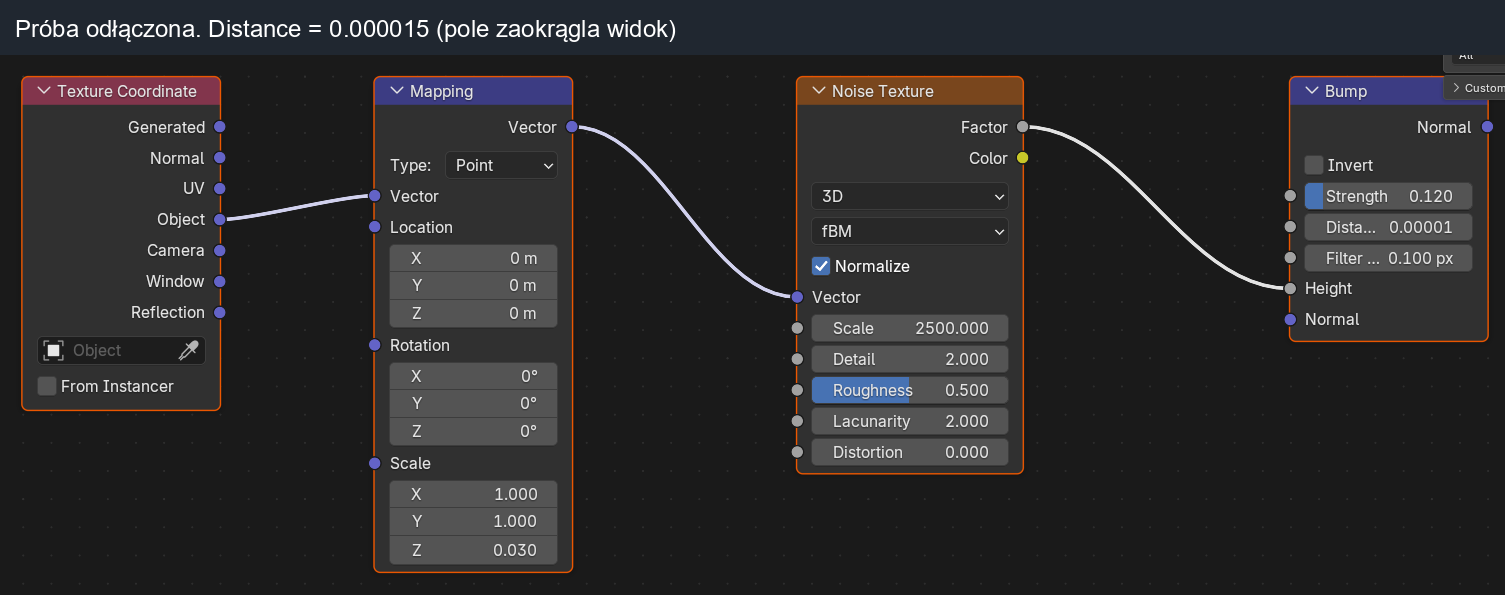 Próba odłączona. Distance = 0.000015 (pole zaokrągla widok)
Texture Coordinate
Generated
Normal
UV
Object
Camera
Window
Reflection
Object
From Instancer
Mapping
Vector
Type: Point
Vector
Location
X 0 m
Y 0 m
Z 0 m
Rotation
X 0°
Y 0°
Z 0°
Scale
X 1.000
Y 1.000
Z 0.030
Noise Texture
Factor
Color
3D
fBM
Normalize
Vector
Scale 2500.000
Detail 2.000
Roughness 0.500
Lacunarity 2.000
Distortion 0.000
All
Custom
Bump
Normal
Invert
Strength 0.120
Dista... 0.00001
Filter ... 0.100 px
Height
Normal